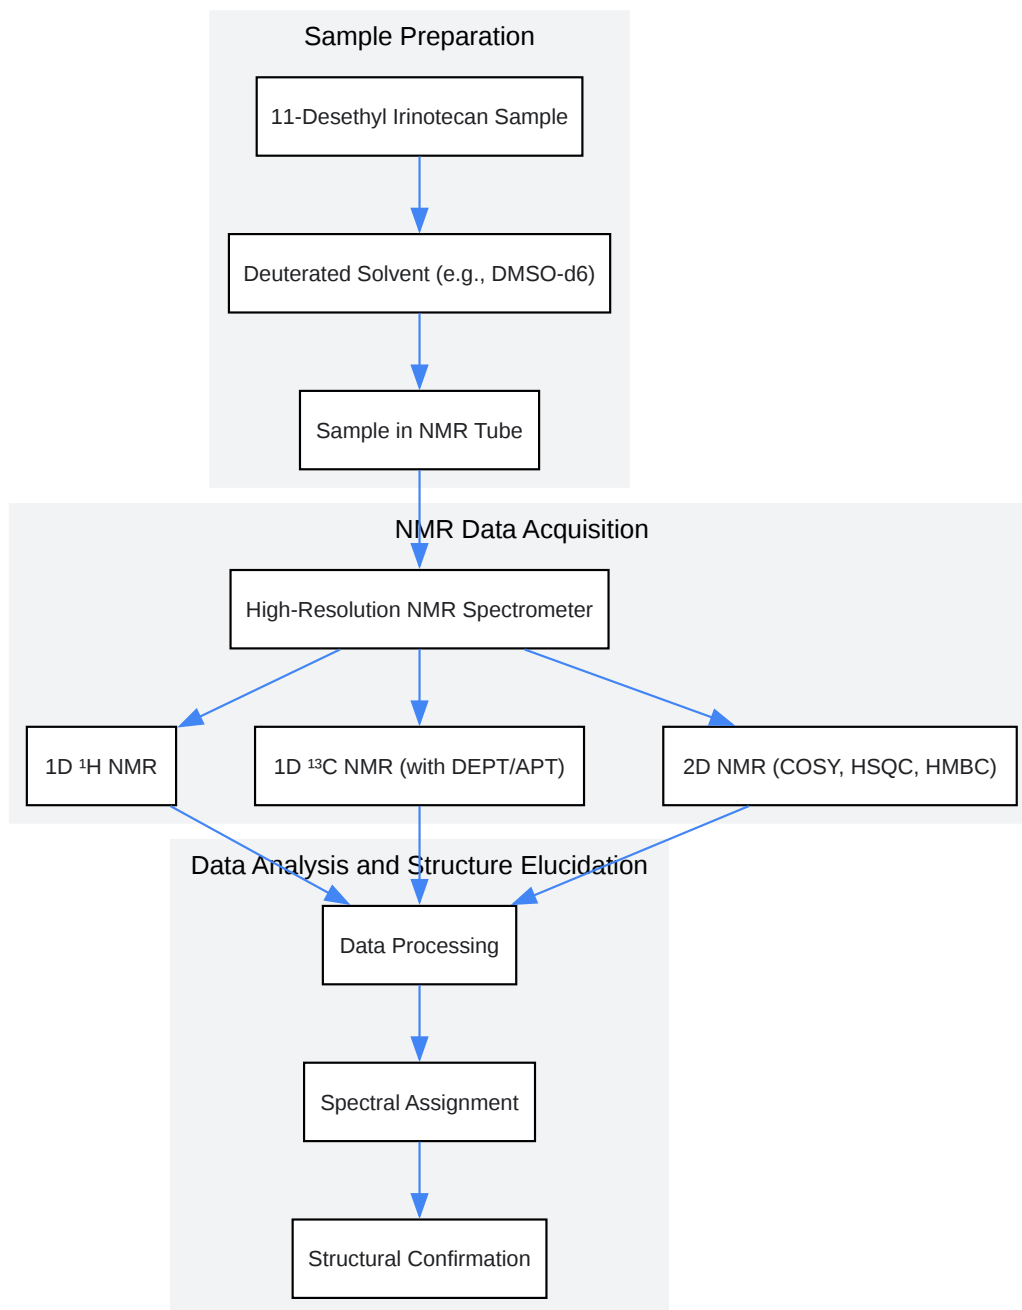 Sample Preparation
11-Desethyl Irinotecan Sample
Deuterated Solvent (e.g., DMSO-d6)
Sample in NMR Tube
NMR Data Acquisition
High-Resolution NMR Spectrometer
1D ¹H NMR
1D ¹³C NMR (with DEPT/APT)
2D NMR (COSY, HSQC, HMBC)
Data Analysis and Structure Elucidation
Data Processing
Spectral Assignment
Structural Confirmation